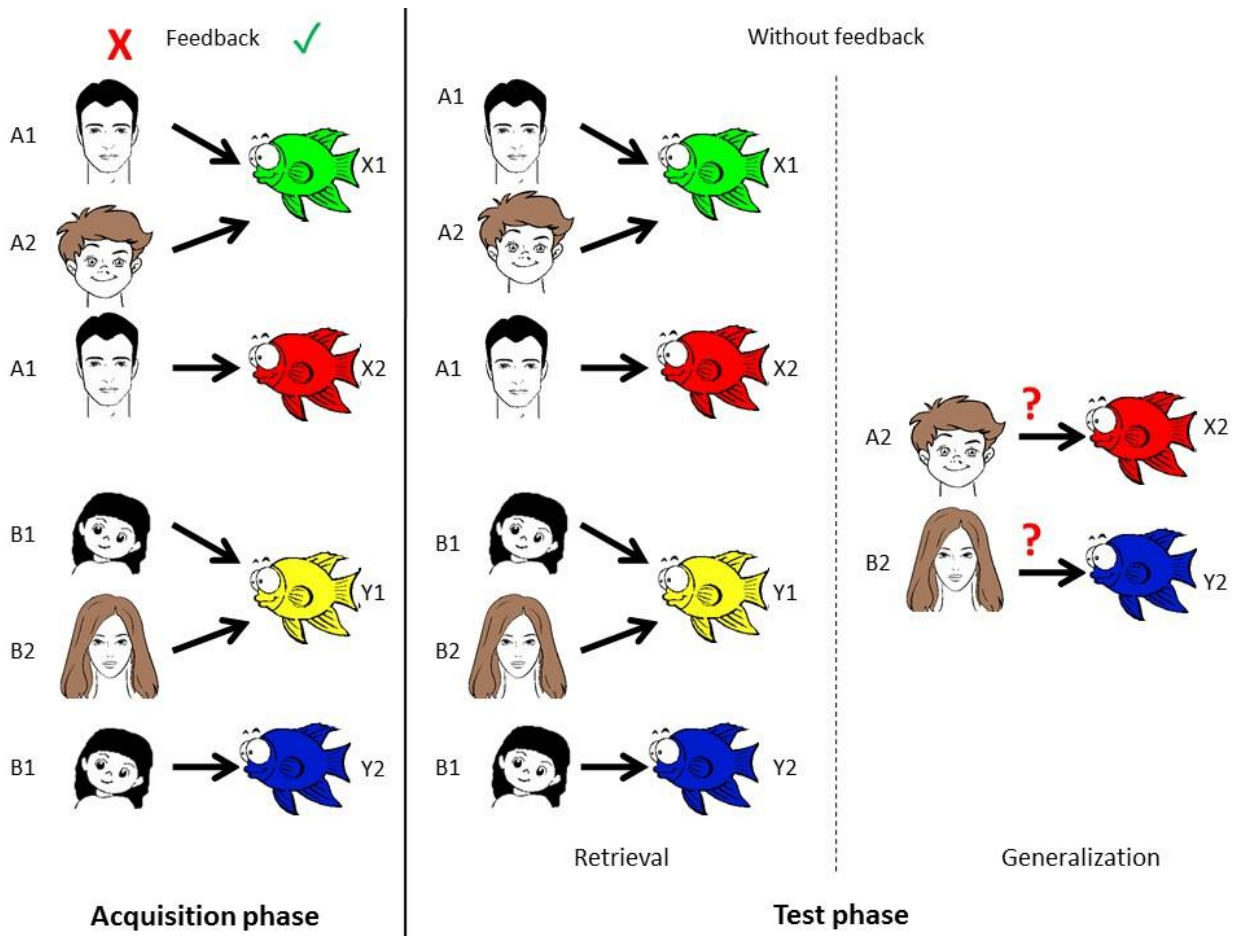 X Feedback ✓
Without feedback
A1
X1
A2
A1
X2
B1
Y1
B2
B1
Y2
A1
X1
A2
A1
X2
B1
Y1
B2
B1
Y2
Retrieval
A2
?
X2
B2
?
Y2
Generalization
Acquisition phase
Test phase